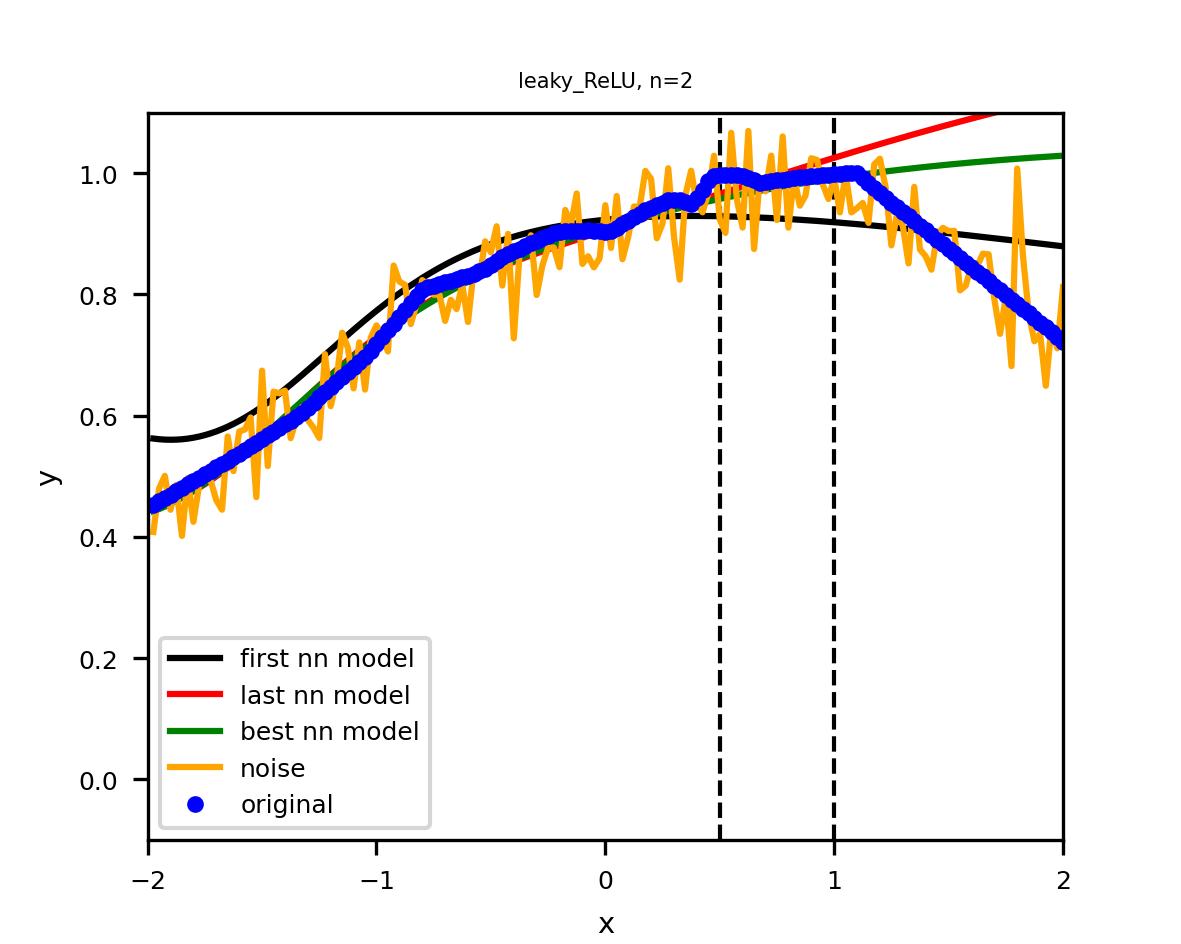 leaky_ReLU, n=2
1.0
0.8
0.6
0.4
0.2
0.0
y
first nn model
last nn model
best nn model
noise
original
−2 −1 0 1 2
x